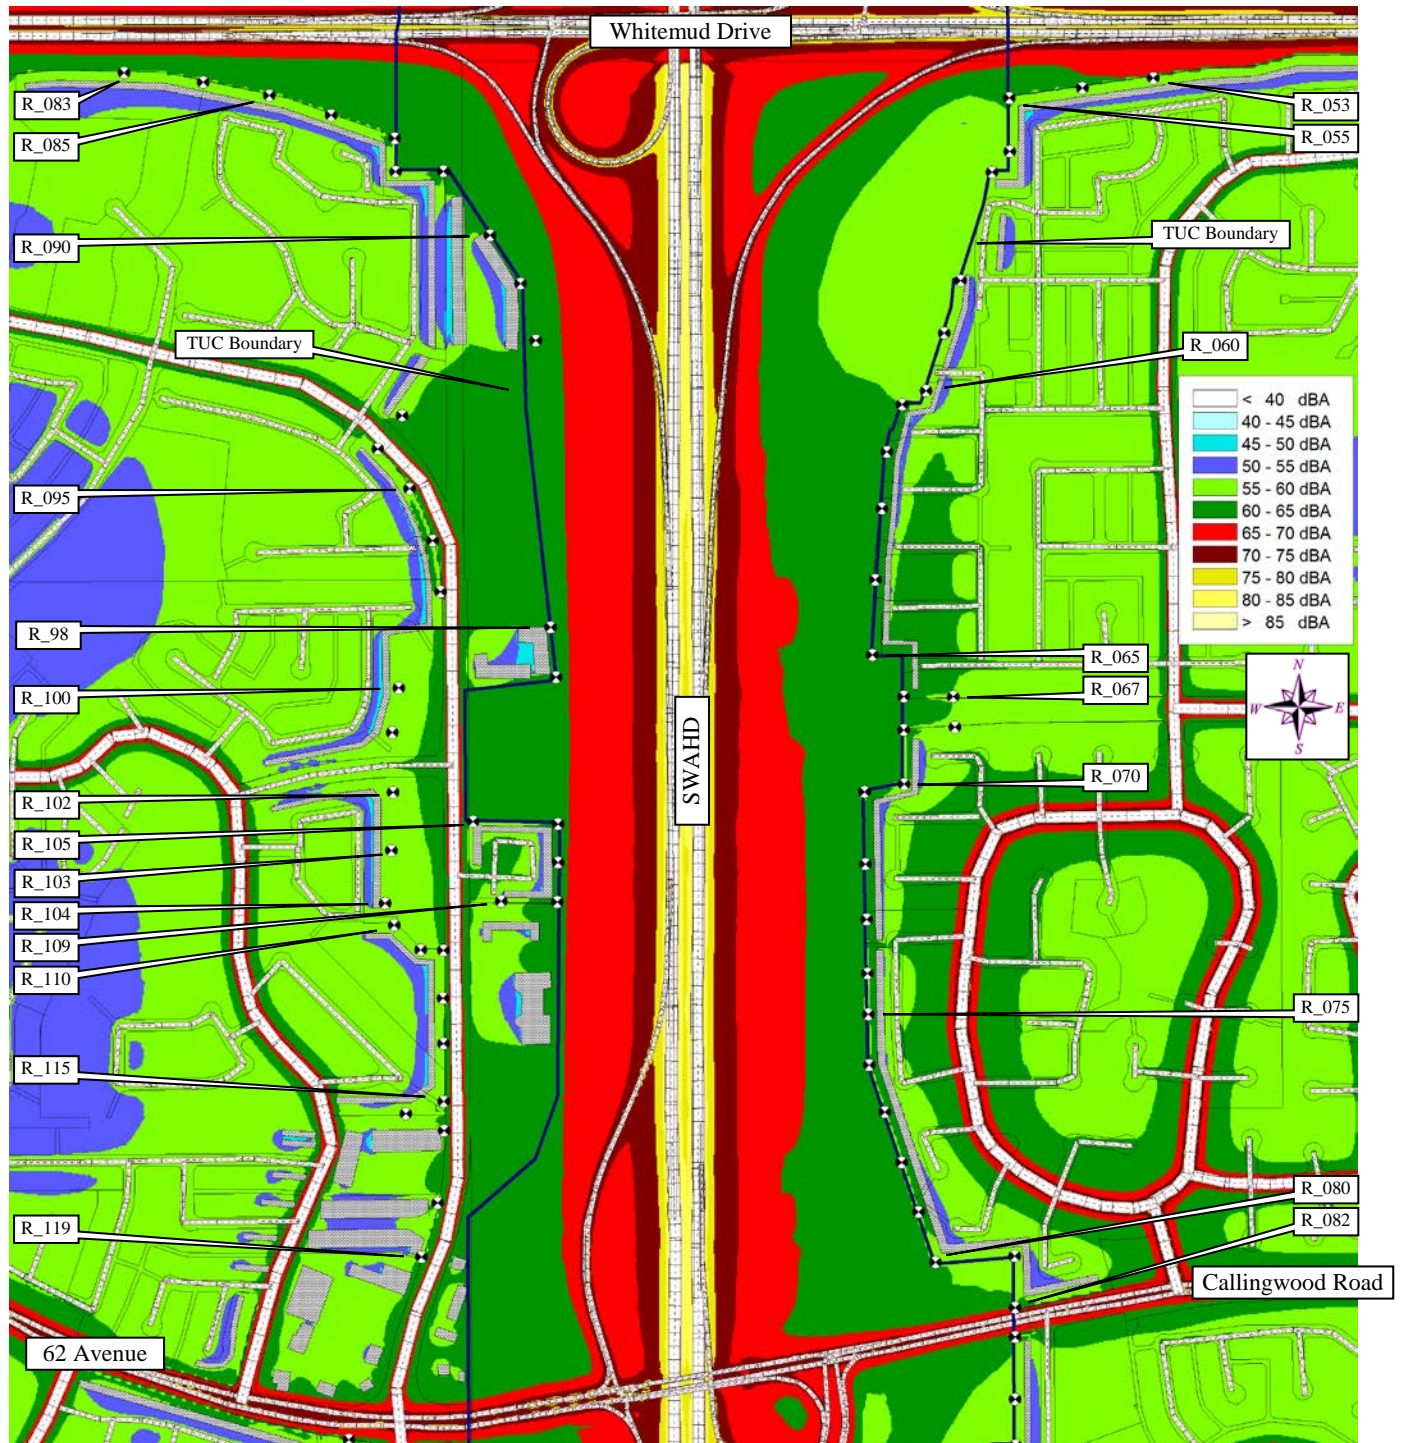 Whitemud Drive
R_083
R_053
R_085
R_055
R_090
TUC Boundary
TUC Boundary
R_060
< 40 dBA
40 - 45 dBA
45 - 50 dBA
50 - 55 dBA
55 - 60 dBA
60 - 65 dBA
65 - 70 dBA
70 - 75 dBA
75 - 80 dBA
80 - 85 dBA
> 85 dBA
R_095
R_98
R_065
N
W E
S
R_100
R_067
SWAHD
R_070
R_102
R_105
R_103
R_104
R_109
R_110
R_075
R_115
R_080
R_119
R_082
Callingwood Road
62 Avenue